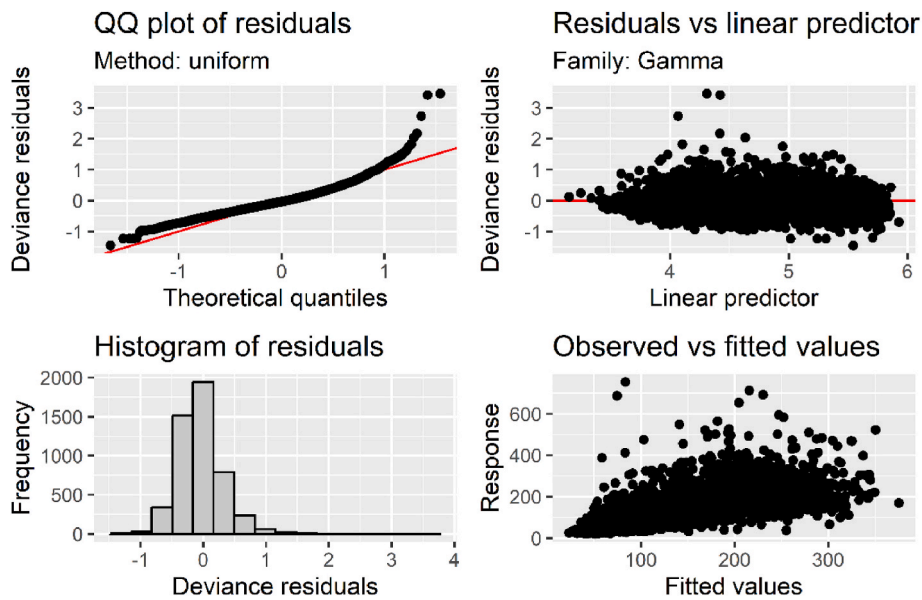 QQ plot of residuals
Method: uniform
Deviance residuals
3
2
1
0
-1
-1
0
1
Theoretical quantiles
Residuals vs linear predictor
Family: Gamma
Deviance residuals
3
2
1
0
-1
4
5
6
Linear predictor
Histogram of residuals
Frequency
2000
1500
1000
500
0
-1
0
1
2
3
4
Deviance residuals
Observed vs fitted values
Response
600
400
200
0
100
200
300
Fitted values